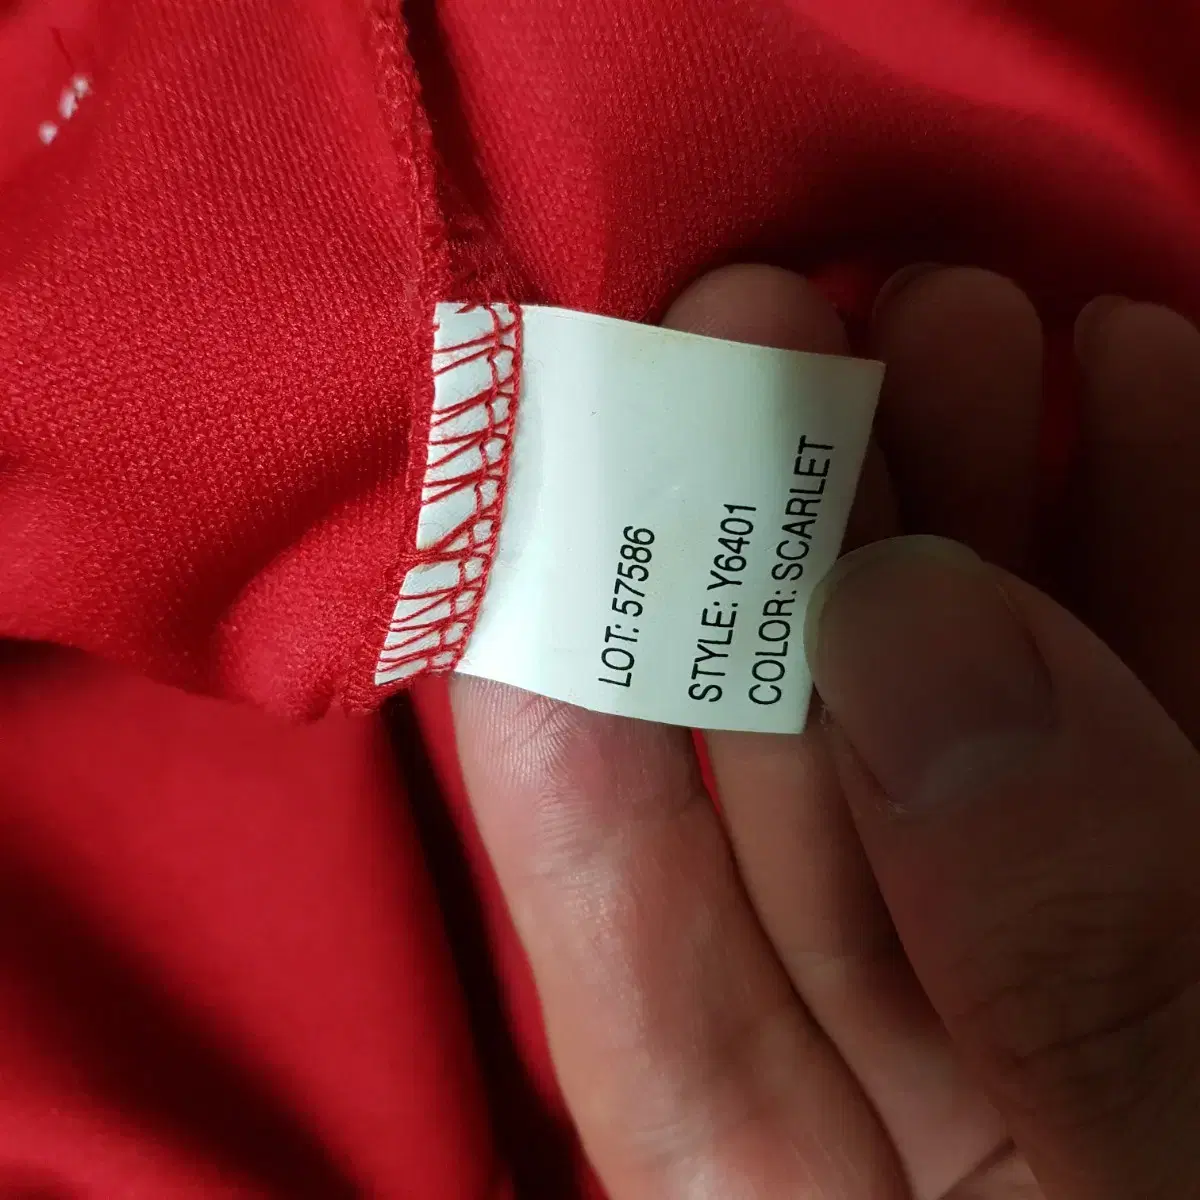 LOT: 57586
STYLE: Y6401
COLOR: SCARLET